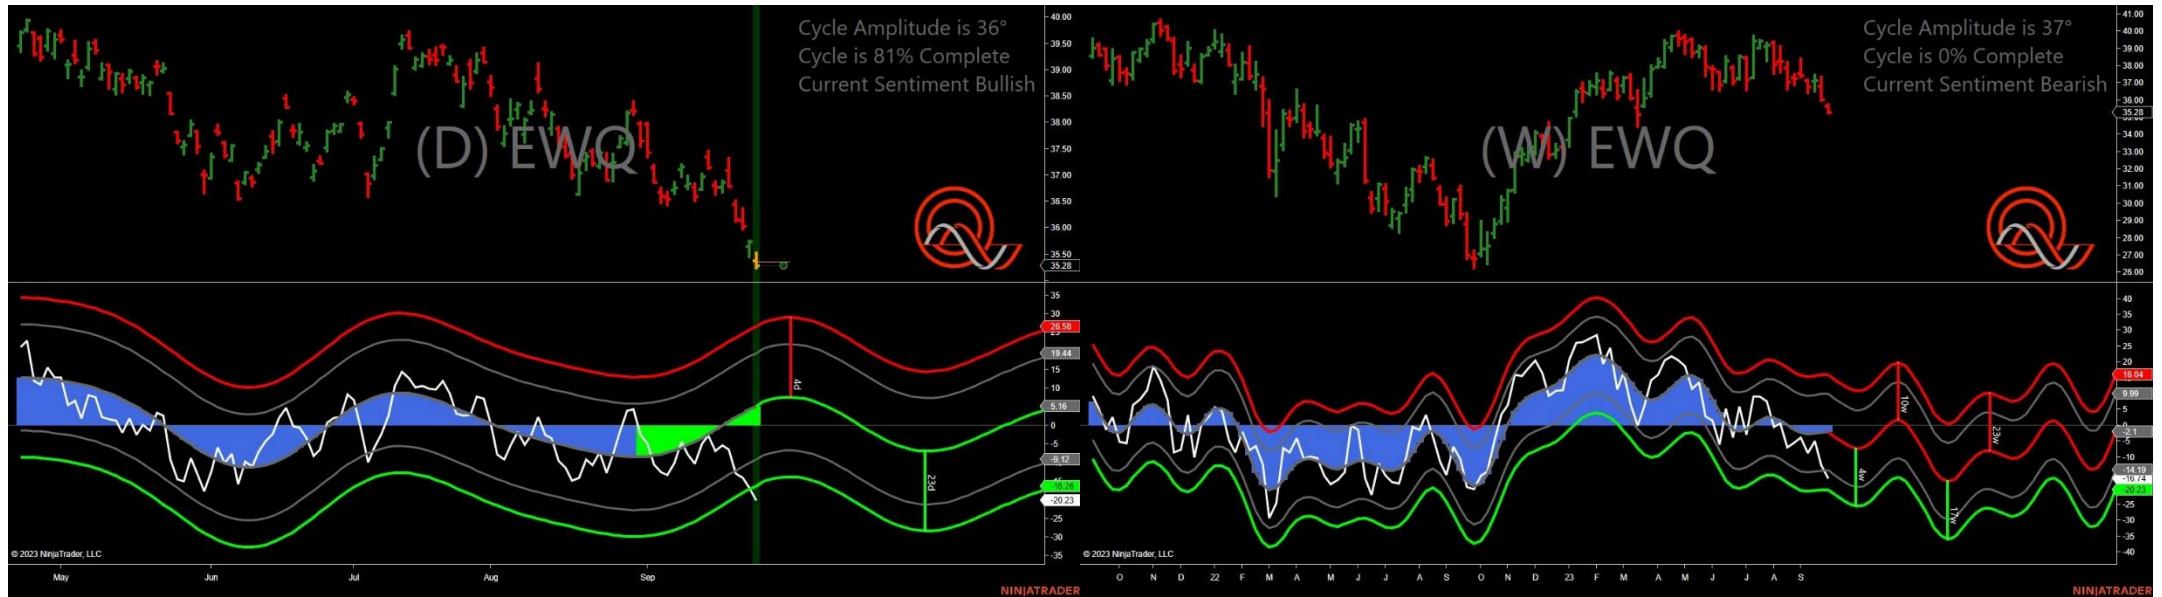 Cycle Amplitude is 36°
Cycle is 81% Complete
Current Sentiment Bullish
(D) EWQ
40.00
39.50
39.00
38.50
38.00
37.50
37.00
36.50
36.00
35.50
35.28
35
30
26.58
19.44
15
10
5.16
0
-5
-9.12
-16.26
-20.23
-25
-30
-35
4d
23d
© 2023 NinjaTrader, LLC
May
Jun
Jul
Aug
Sep
NINJATRADER
Cycle Amplitude is 37°
Cycle is 0% Complete
Current Sentiment Bearish
(W) EWQ
41.00
40.00
39.00
38.00
37.00
36.00
35.28
34.00
33.00
32.00
31.00
30.00
29.00
28.00
27.00
26.00
40
35
30
25
20
16.04
9.99
5
0
-2.1
-5
-10
-14.19
-16.74
-20.23
-25
-30
-35
-40
10w
23w
4w
17w
© 2023 NinjaTrader, LLC
O N D 22 F M A M J J A S O N D 23 F M A M J J A S
NINJATRADER